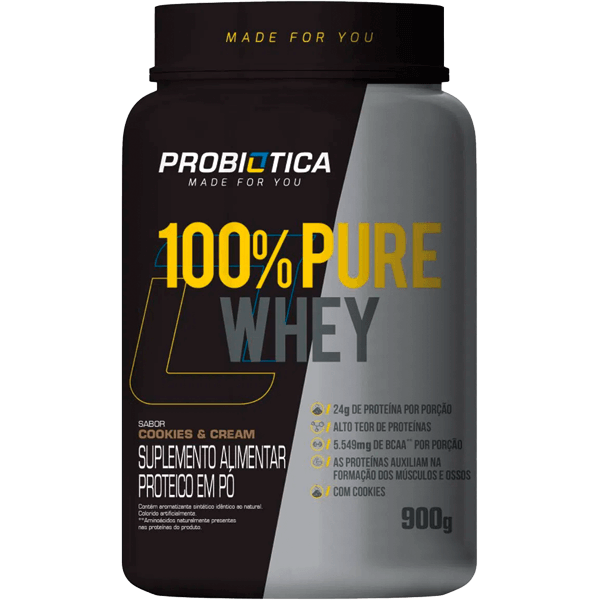 MADE FOR YOU
PROBIOTICA
MADE FOR YOU
100% PURE
WHEY
SABOR
COOKIES & CREAM
SUPLEMENTO ALIMENTAR
PROTEICO EM PÓ
Contém aromatizante sintético idêntico ao natural.
Colorido artificialmente.
**Aminoácidos naturalmente presentes
nas proteínas do produto.
24g DE PROTEÍNA POR PORÇÃO
ALTO TEOR DE PROTEÍNAS
5.549mg DE BCAA** POR PORÇÃO
AS PROTEÍNAS AUXILIAM NA
FORMAÇÃO DOS MÚSCULOS E OSSOS
COM COOKIES
900g